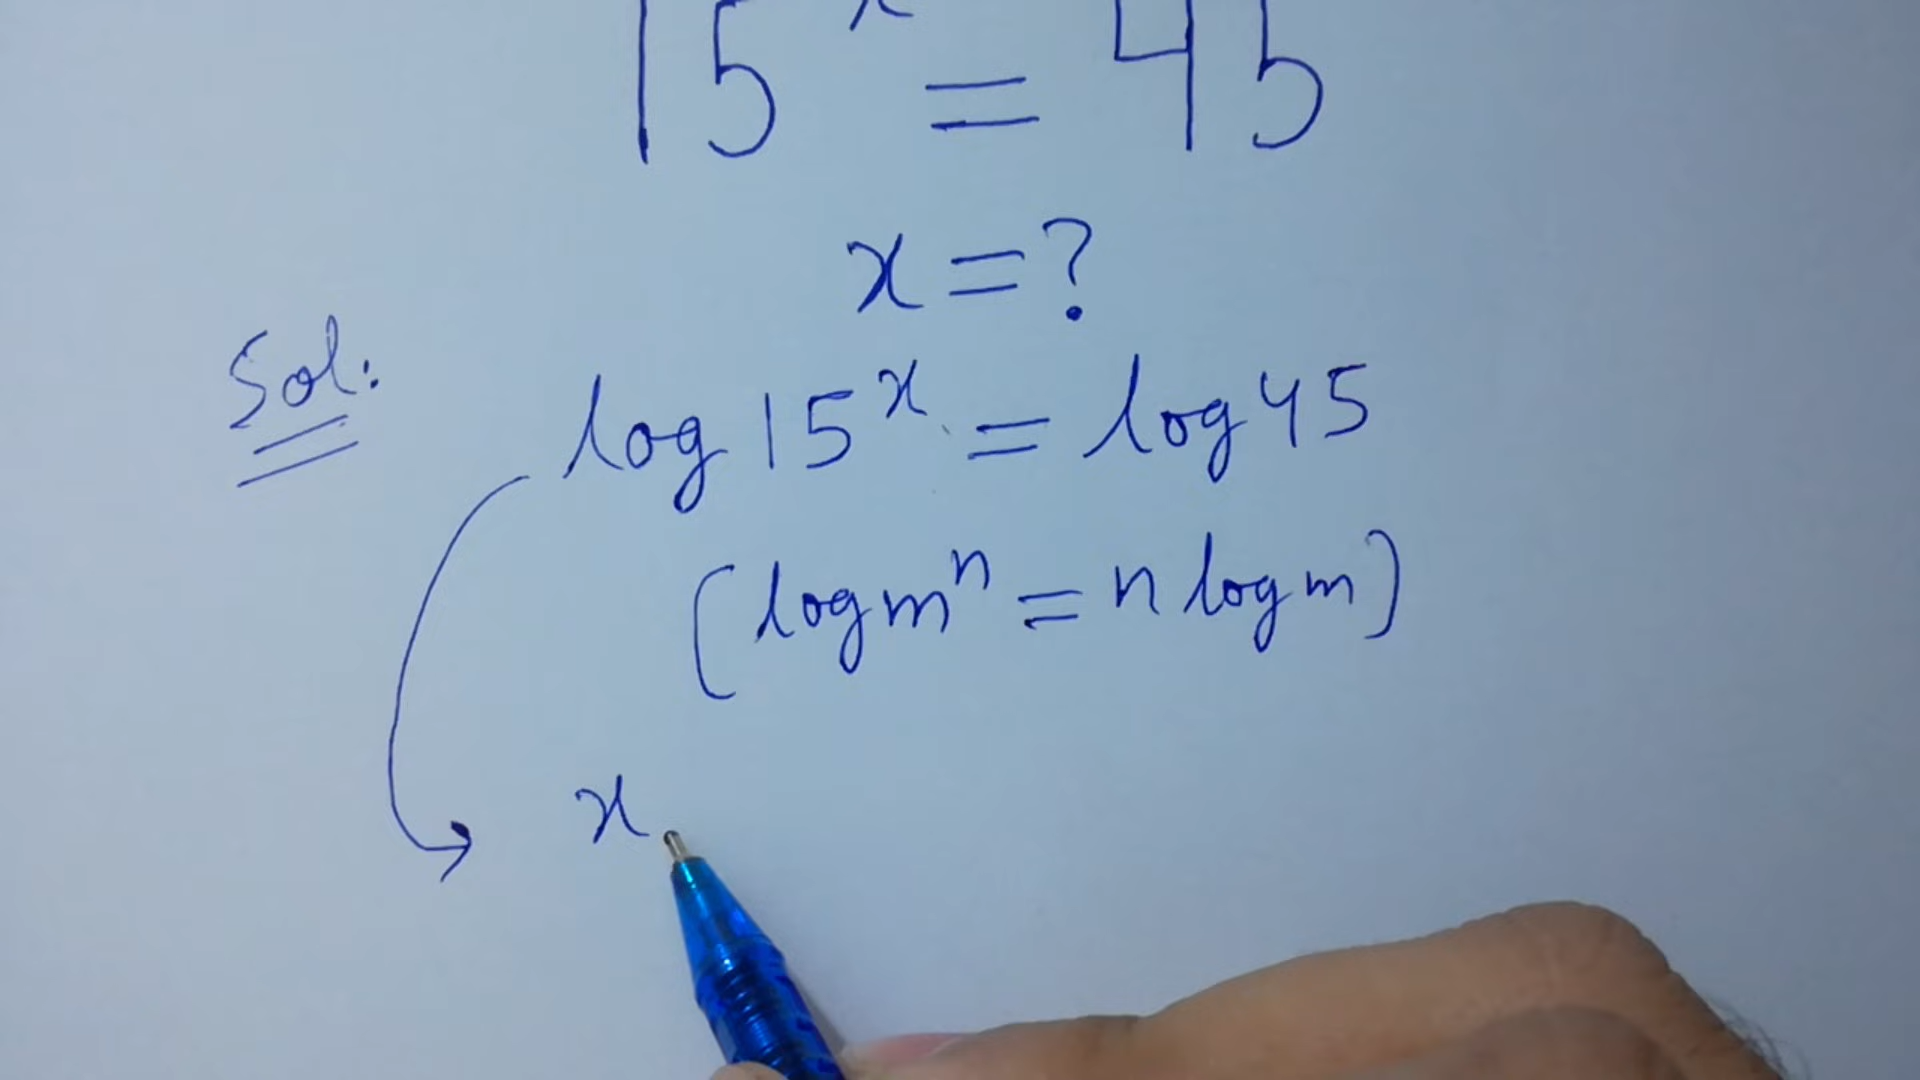 15^x = 45
x = ?
Sol:
log 15^x = log 45
(log m^n = n log m)
x